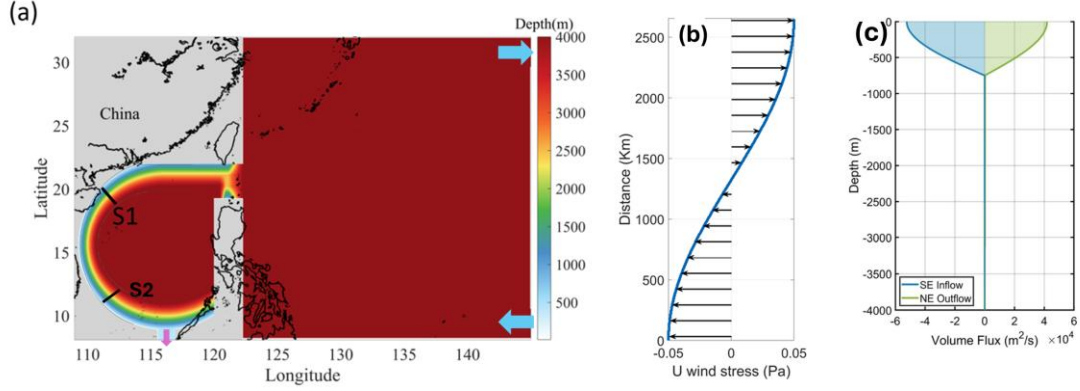 (a)
Depth(m)
4000
3500
3000
2500
2000
1500
1000
500
Latitude
30
25
20
15
10
China
S1
S2
110 115 120 125 130 135 140
Longitude
(b)
Distance (Km)
2500
2000
1500
1000
500
0
-0.05 0 0.05
U wind stress (Pa)
(c)
Depth (m)
0
-500
-1000
-1500
-2000
-2500
-3000
-3500
-4000
SE Inflow
NE Outflow
-6 -4 -2 0 2 4 6
Volume Flux (m²/s) ×10⁴